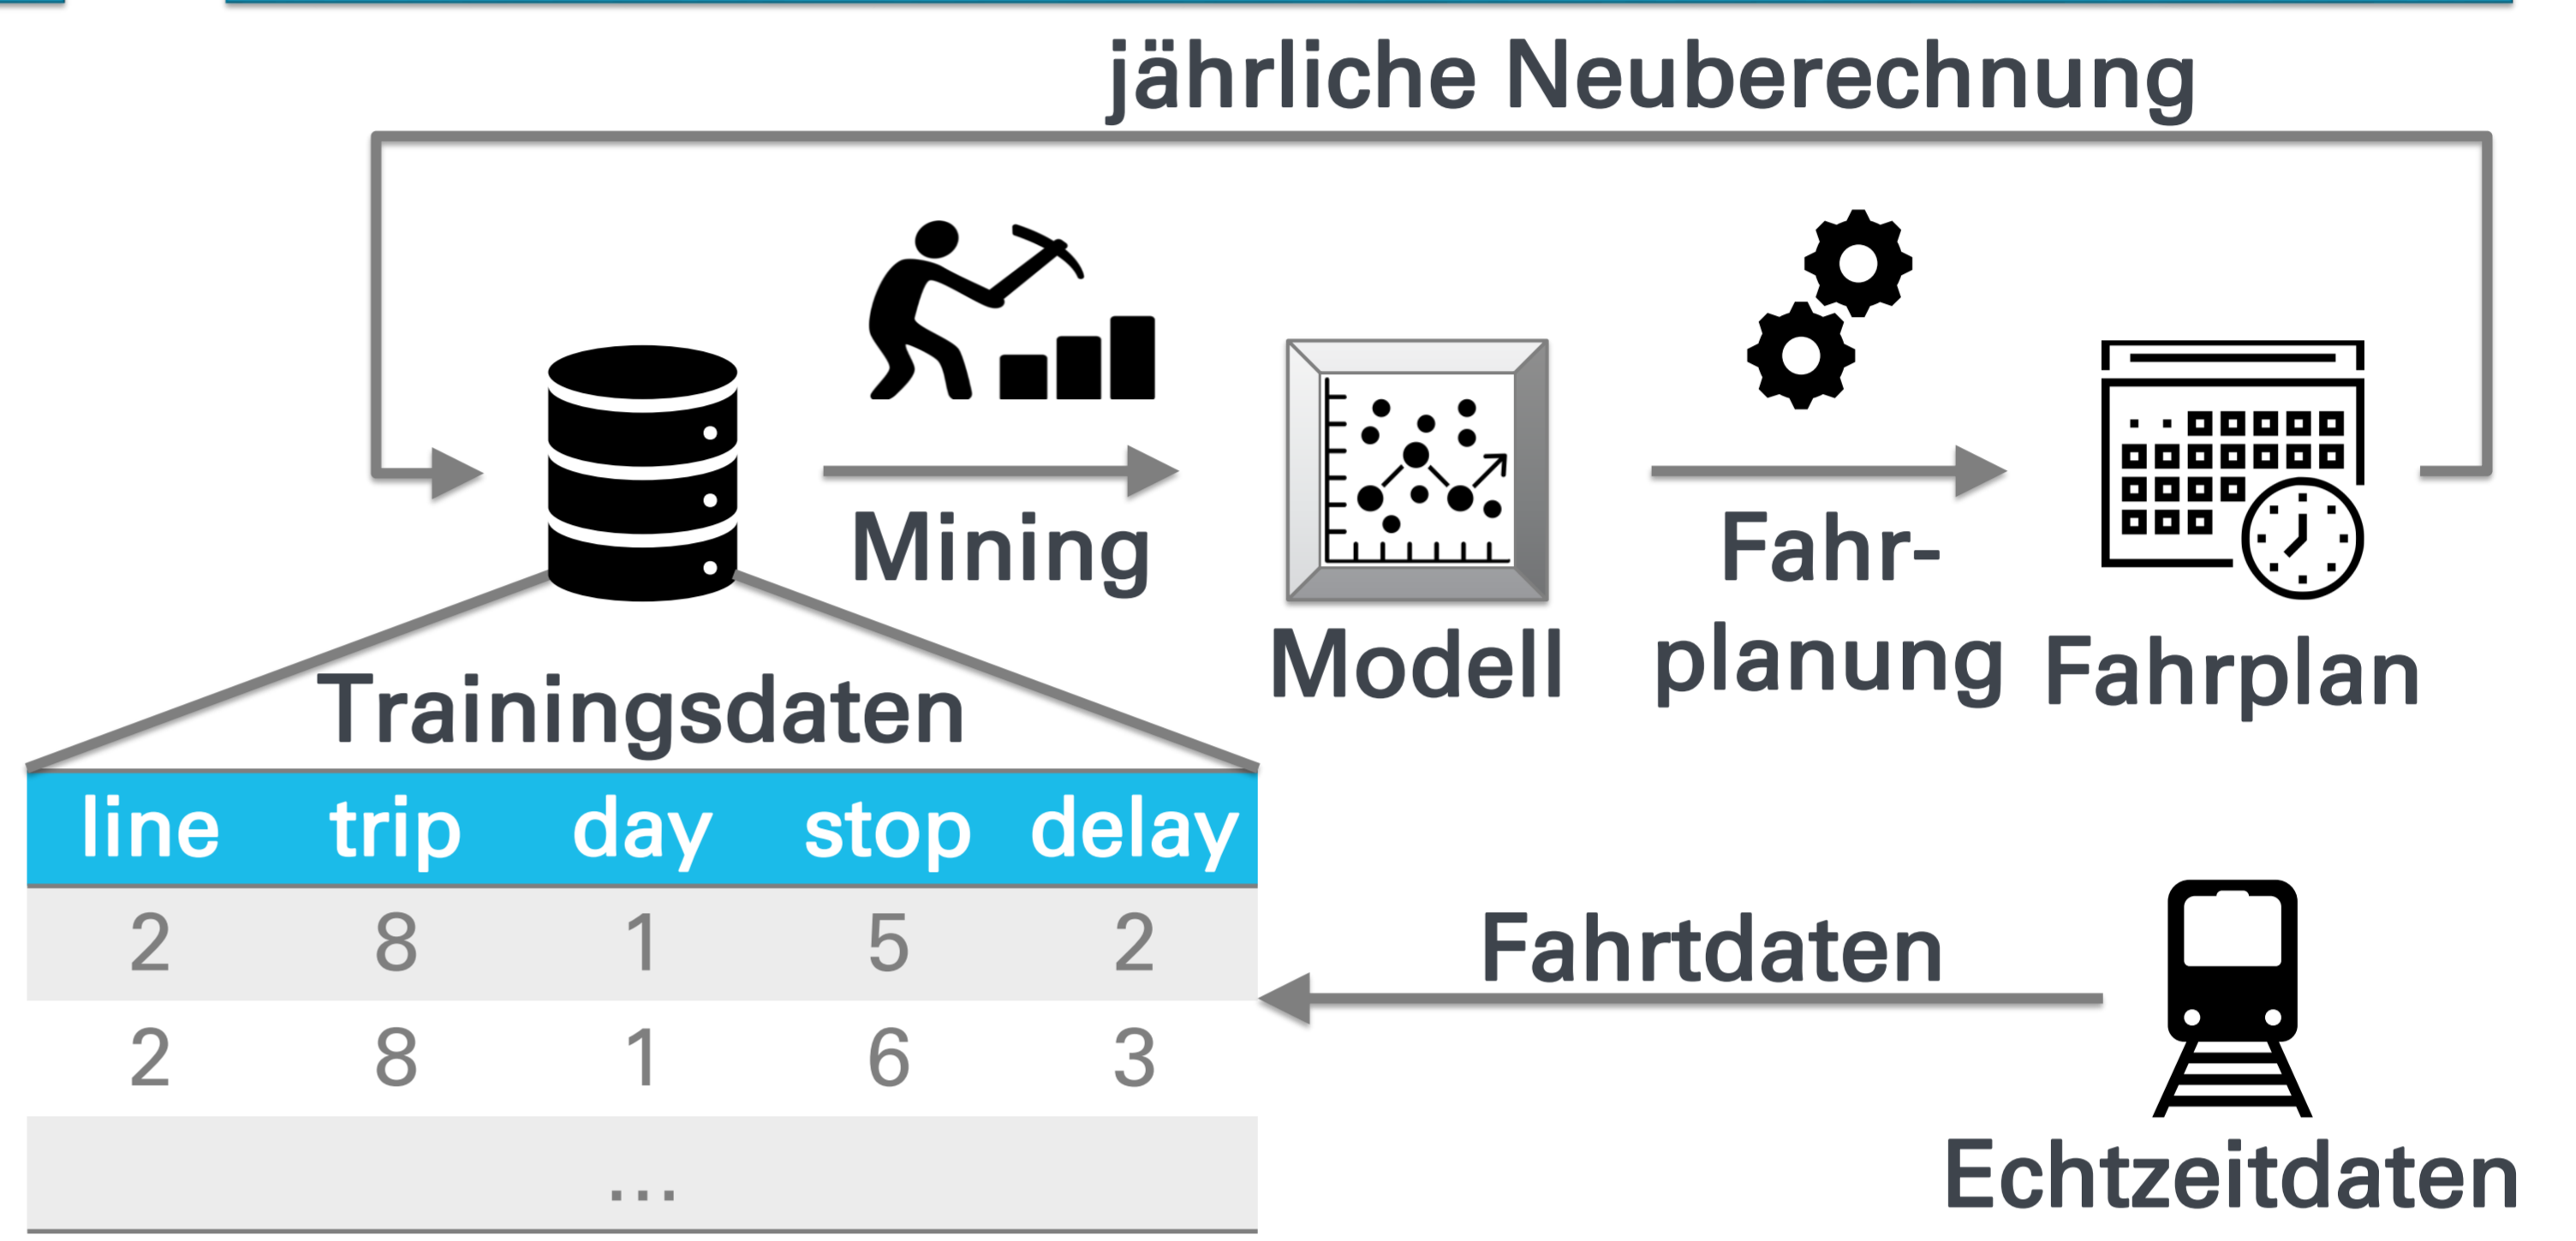 jährliche Neuberechnung
Mining
Fahr-
planung
Modell
Fahrplan
Trainingsdaten
line trip day stop delay
2 8 1 5 2
2 8 1 6 3
...
Fahrtdaten
Echtzeitdaten